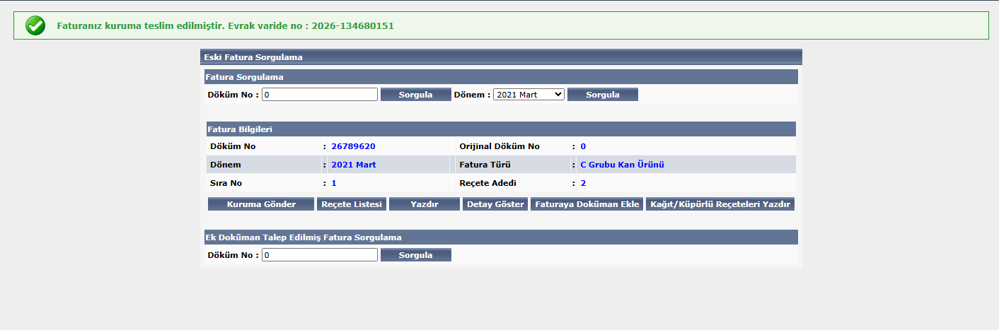 Faturanız kuruma teslim edilmiştir. Evrak varide no : 2026-134680151
Eski Fatura Sorgulama
Fatura Sorgulama
Döküm No : 0 Sorgula Dönem : 2021 Mart Sorgula
Fatura Bilgileri
Döküm No : 26789620 Orijinal Döküm No : 0
Dönem : 2021 Mart Fatura Türü : C Grubu Kan Ürünü
Sıra No : 1 Reçete Adedi : 2
Kuruma Gönder Reçete Listesi Yazdır Detay Göster Faturaya Doküman Ekle Kağıt/Küpürlü Reçeteleri Yazdır
Ek Doküman Talep Edilmiş Fatura Sorgulama
Döküm No : 0 Sorgula